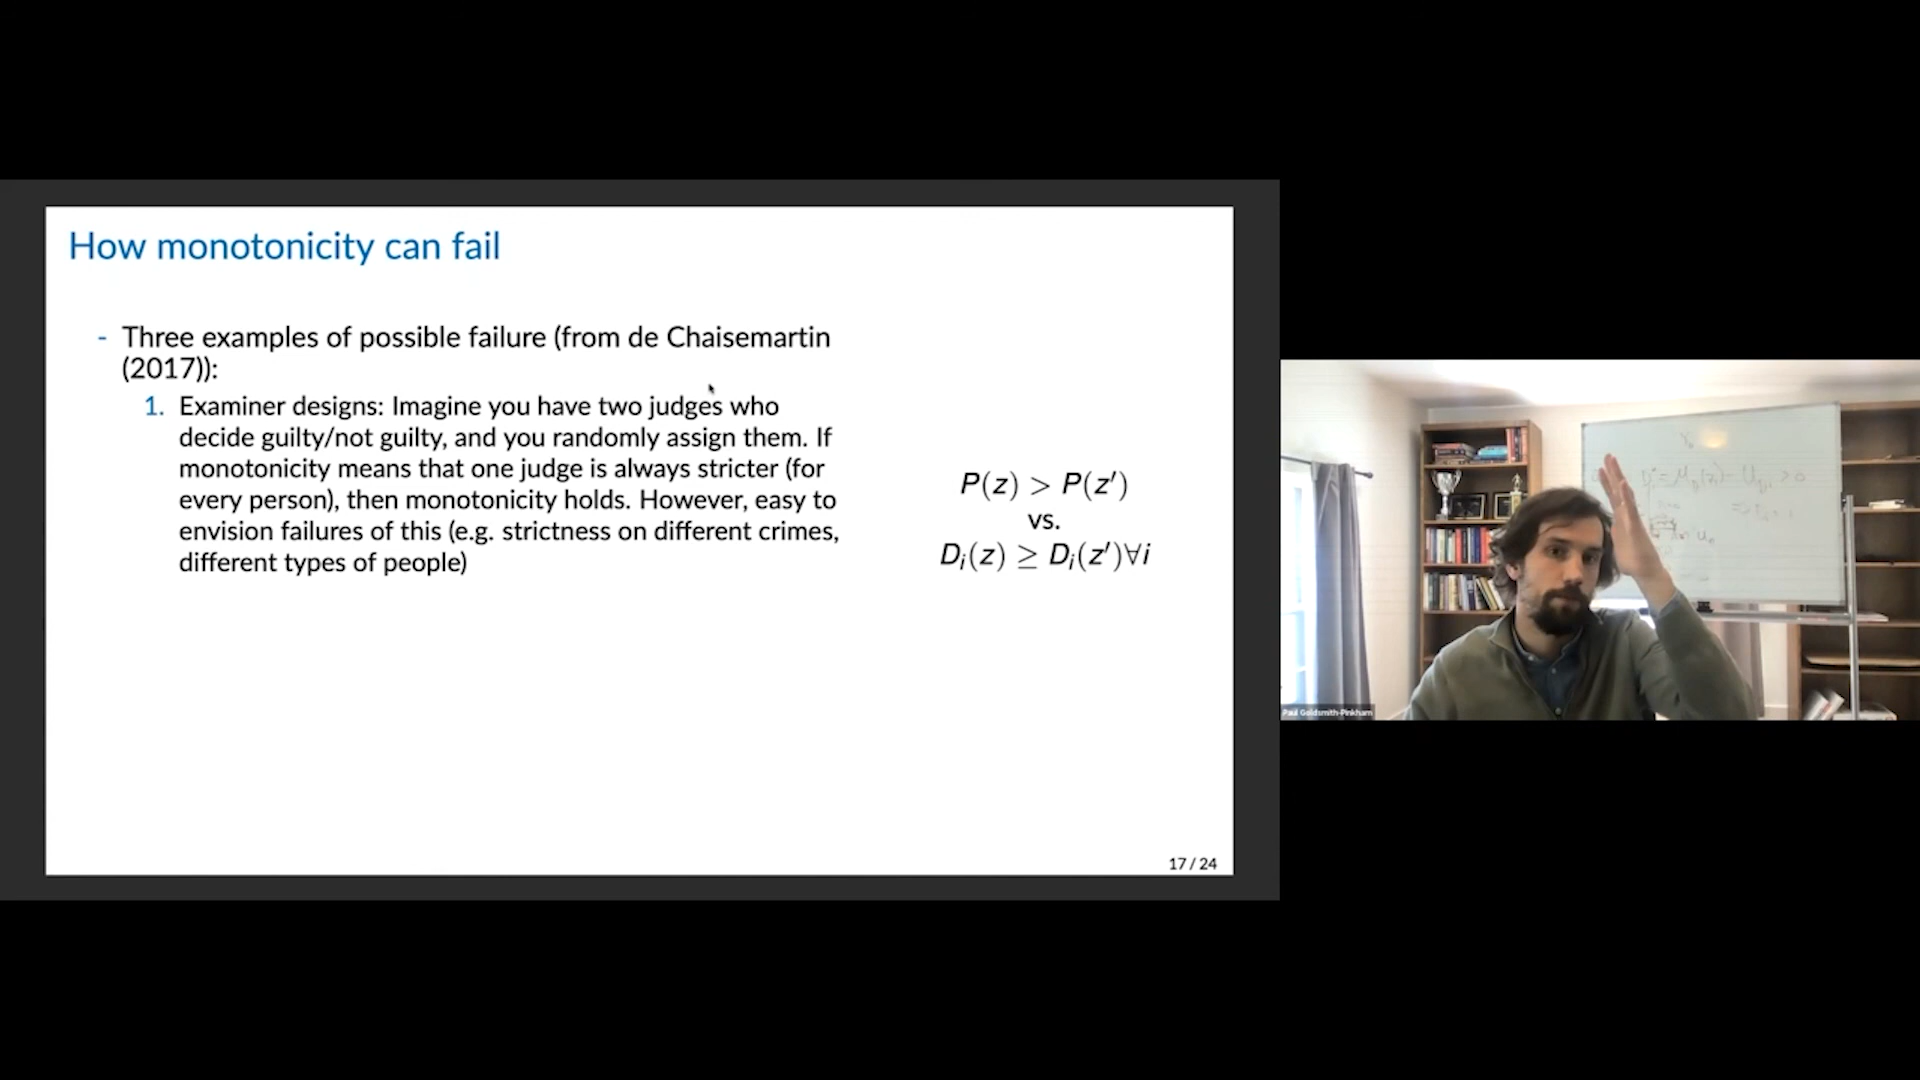 How monotonicity can fail
- Three examples of possible failure (from de Chaisemartin
(2017)):
1. Examiner designs: Imagine you have two judges who
decide guilty/not guilty, and you randomly assign them. If
monotonicity means that one judge is always stricter (for
every person), then monotonicity holds. However, easy to
envision failures of this (e.g. strictness on different crimes,
different types of people)
P(z) > P(z′)
vs.
Dᵢ(z) ≥ Dᵢ(z′)∀i
17 / 24
Paul Goldsmith-Pinkham